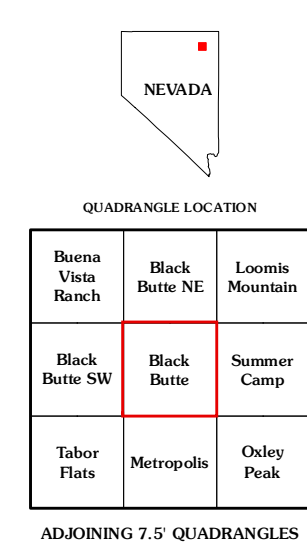 NEVADA
QUADRANGLE LOCATION
Buena
Vista
Ranch
Black
Butte NE
Loomis
Mountain
Black
Butte SW
Black
Butte
Summer
Camp
Tabor
Flats
Metropolis
Oxley
Peak
ADJOINING 7.5' QUADRANGLES